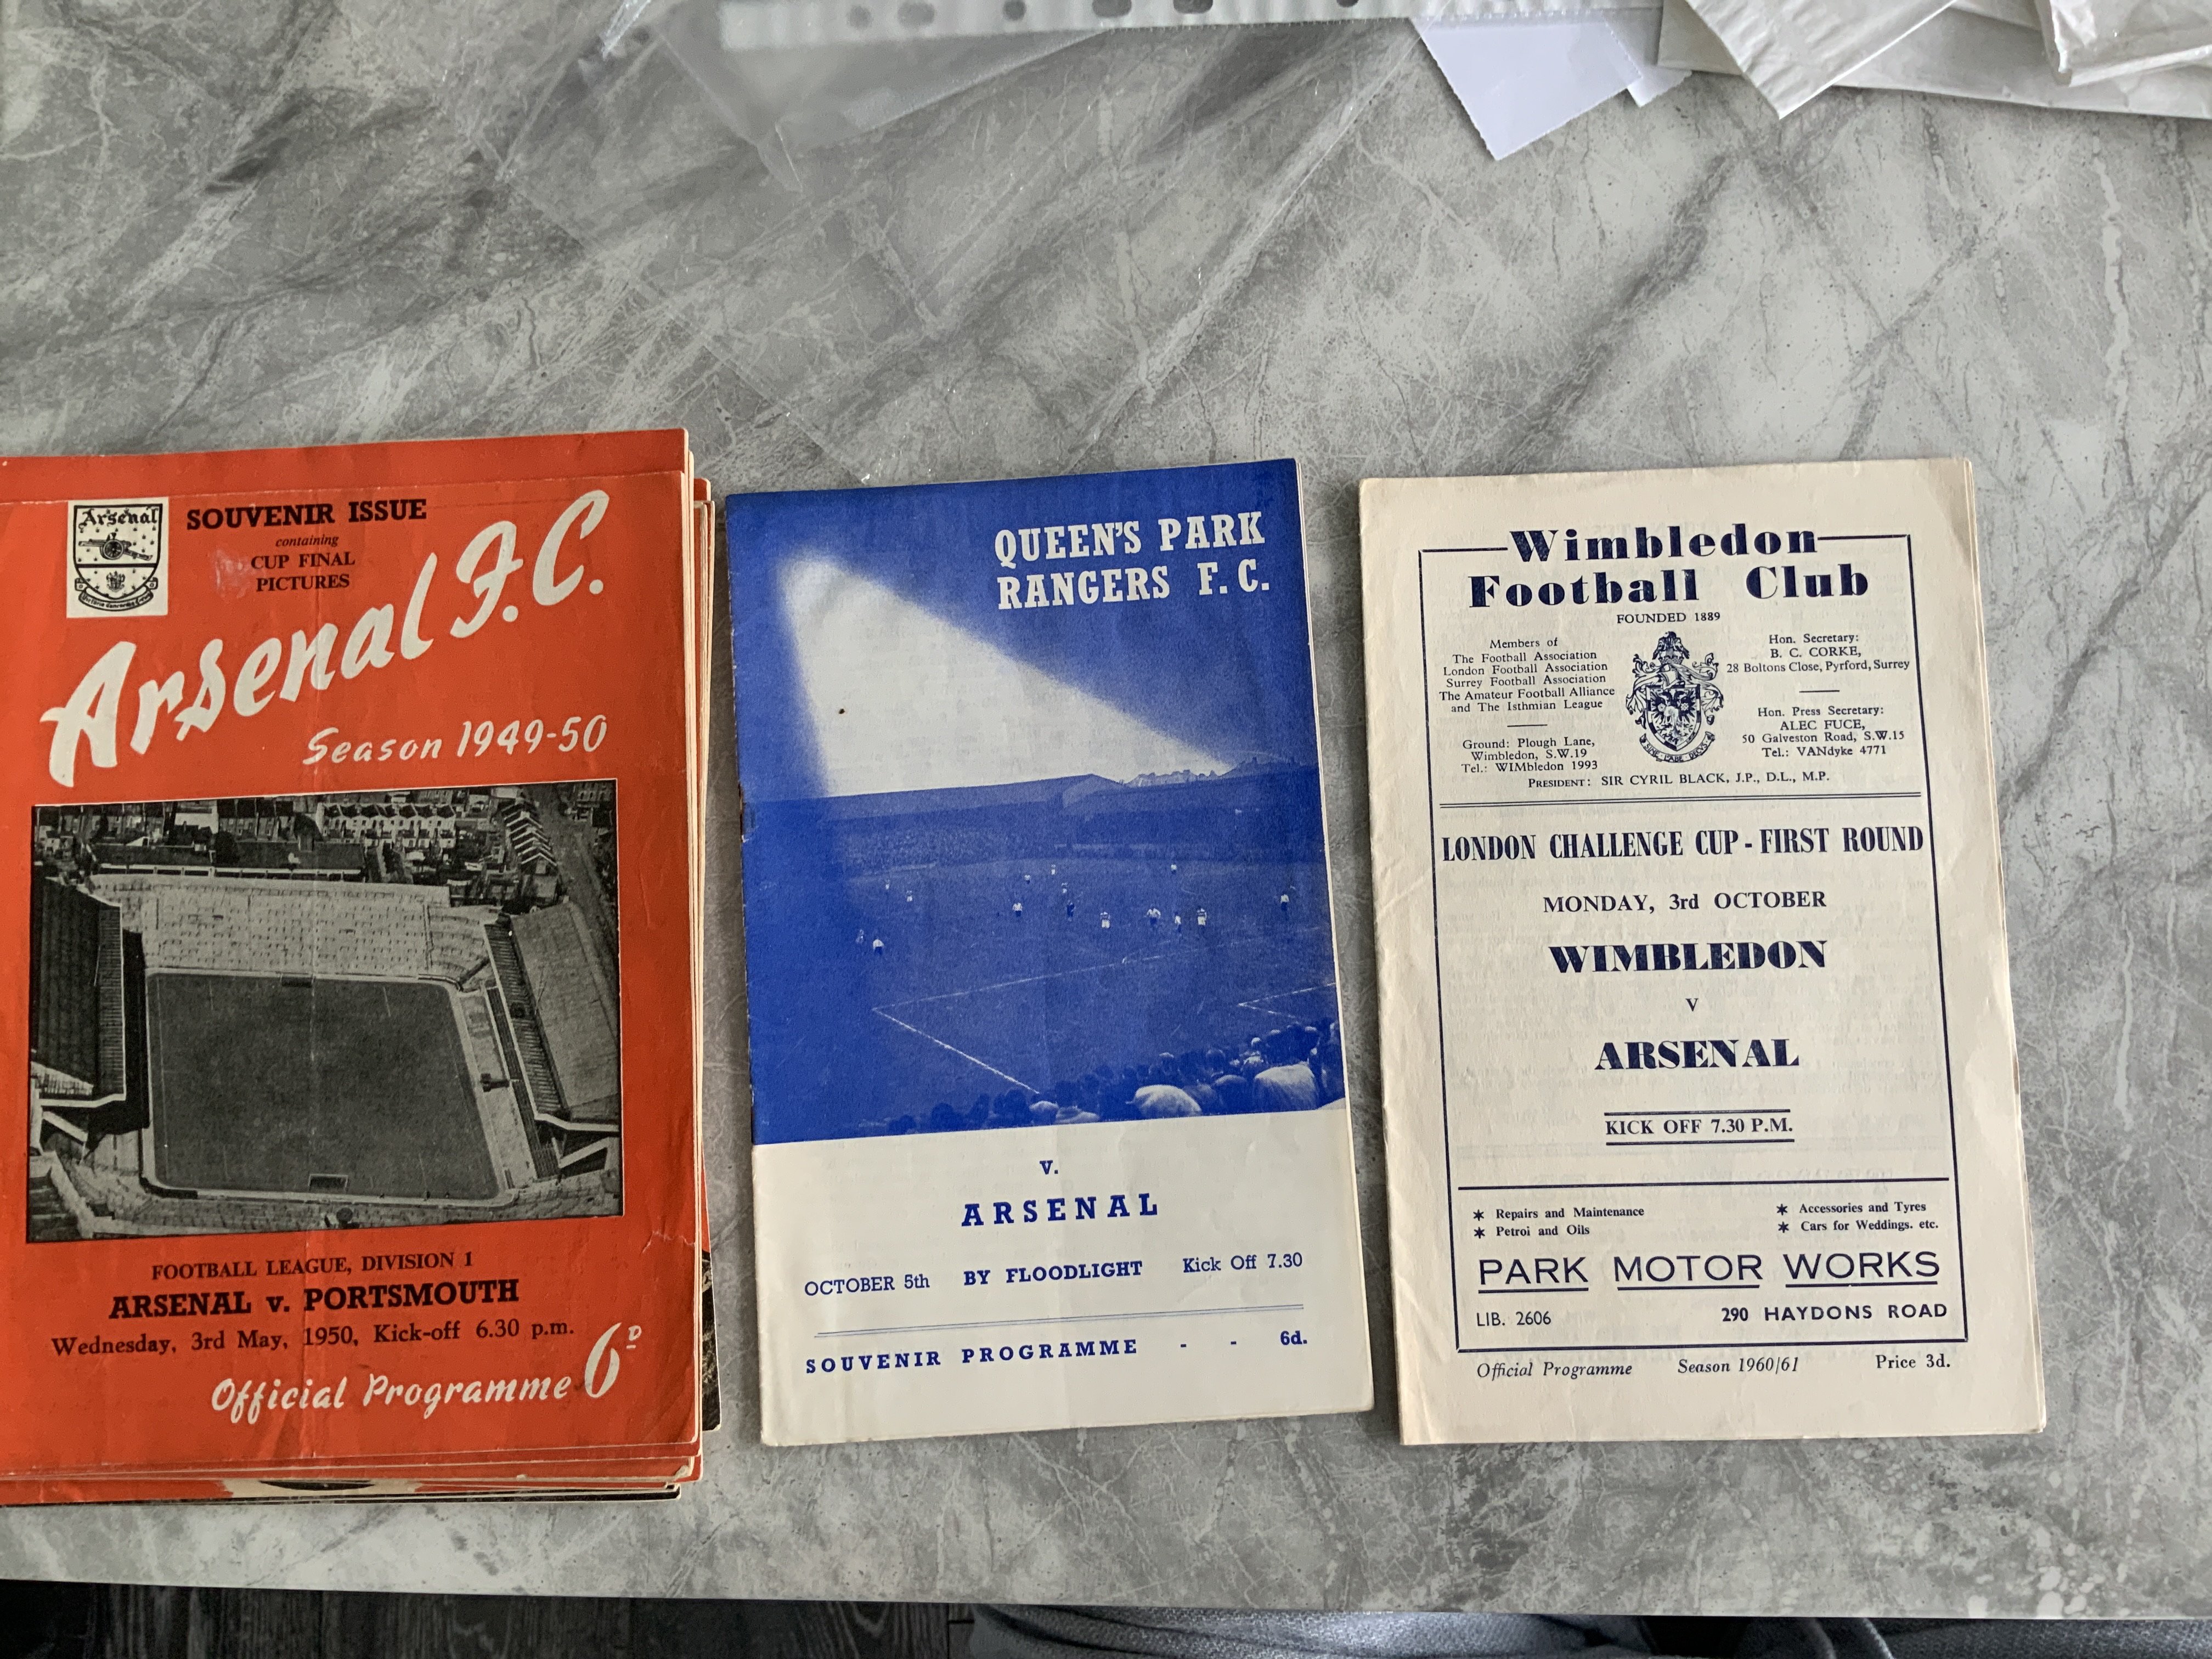 Arsenal
SOUVENIR ISSUE
containing
CUP FINAL
PICTURES
Arsenal F.C.
Season 1949-50
FOOTBALL LEAGUE, DIVISION 1
ARSENAL v. PORTSMOUTH
Wednesday, 3rd May, 1950, Kick-off 6.30 p.m.
Official Programme 6D
QUEEN'S PARK
RANGERS F.C.
v.
ARSENAL
OCTOBER 5th BY FLOODLIGHT Kick Off 7.30
SOUVENIR PROGRAMME - - 6d.
Wimbledon
Football Club
FOUNDED 1889
Members of
The Football Association
London Football Association
Surrey Football Association
The Amateur Football Alliance
and The Isthmian League
Ground: Plough Lane,
Wimbledon, S.W.19
Tel.: WIMbledon 1993
Hon. Secretary:
B. C. CORKE,
28 Boltons Close, Pyrford, Surrey
Hon. Press Secretary:
ALEC FUCE,
50 Galveston Road, S.W.15
Tel.: VANdyke 4771
PRESIDENT: SIR CYRIL BLACK, J.P., D.L., M.P.
LONDON CHALLENGE CUP - FIRST ROUND
MONDAY, 3rd OCTOBER
WIMBLEDON
v
ARSENAL
KICK OFF 7.30 P.M.
* Repairs and Maintenance
* Petrol and Oils
* Accessories and Tyres
* Cars for Weddings. etc.
PARK MOTOR WORKS
LIB. 2606 290 HAYDONS ROAD
Official Programme Season 1960/61 Price 3d.